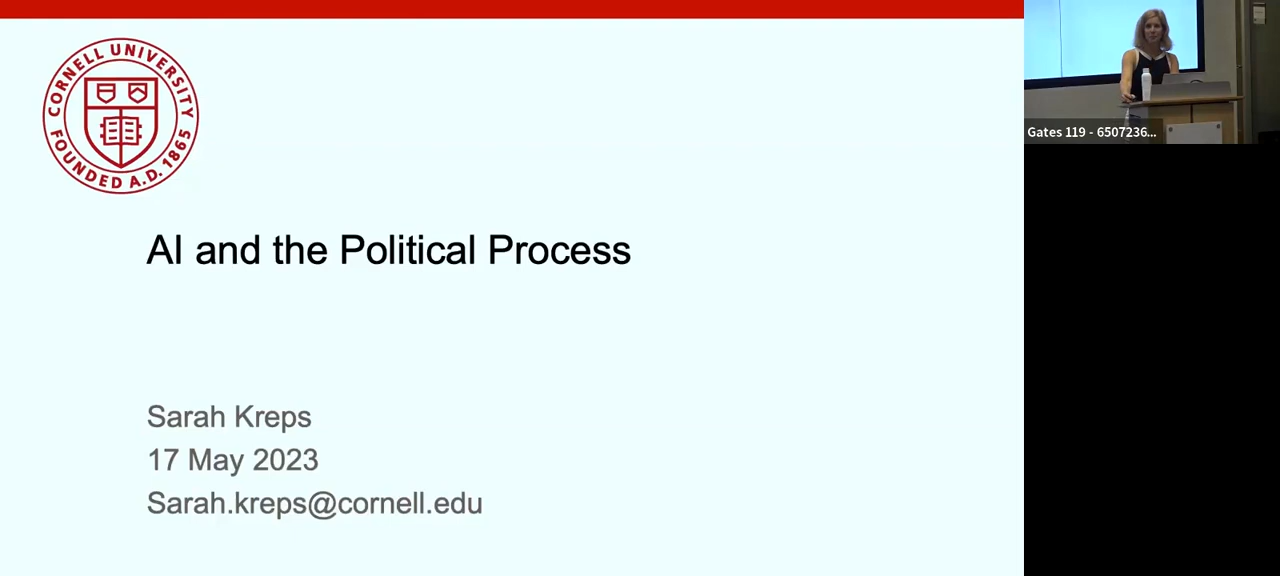 CORNELL UNIVERSITY
FOUNDED A.D. 1865
AI and the Political Process
Sarah Kreps
17 May 2023
Sarah.kreps@cornell.edu
Gates 119 - 6507236...